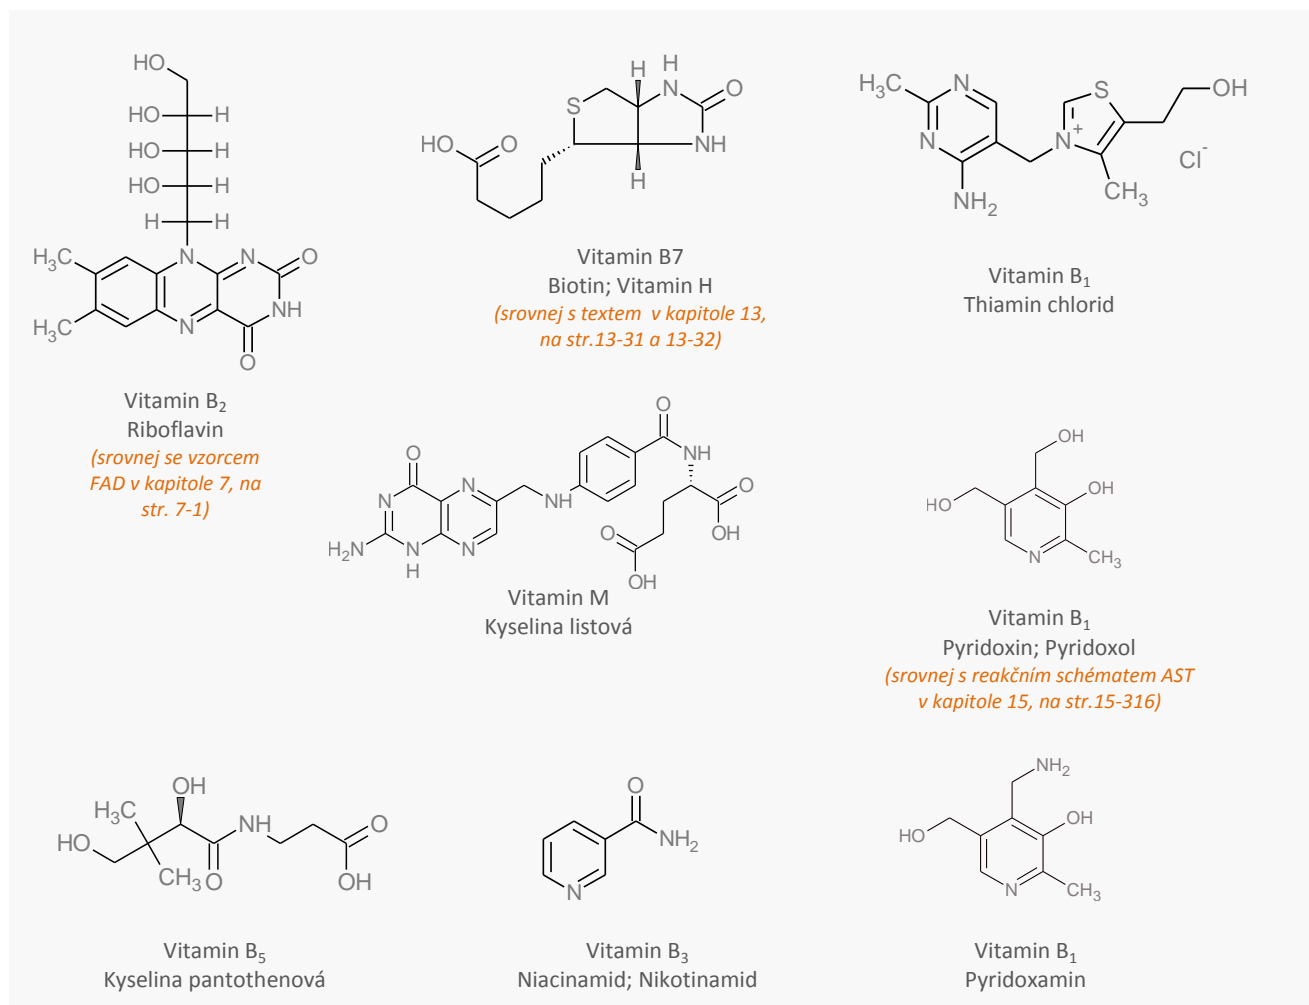 HO
HO
H
HO
H
HO
H
H
H
H₃C
N
N
O
H₃C
N
NH
O
Vitamin B₂
Riboflavin
(srovnej se vzorcem
FAD v kapitole 7, na
str. 7-1)
H
H
S
N
O
HO
O
NH
H
Vitamin B7
Biotin; Vitamin H
(srovnej s textem v kapitole 13,
na str.13-31 a 13-32)
H₃C
N
S
OH
N
N⁺
Cl⁻
NH₂
CH₃
Vitamin B₁
Thiamin chlorid
O
O
NH
N
N
NH
O
OH
O
H₂N
N
N
H
OH
Vitamin M
Kyselina listová
OH
HO
OH
N
CH₃
Vitamin B₁
Pyridoxin; Pyridoxol
(srovnej s reakčním schématem AST
v kapitole 15, na str.15-316)
OH
H₃C
NH
O
HO
CH₃
O
OH
Vitamin B₅
Kyselina pantothenová
O
NH₂
N
Vitamin B₃
Niacinamid; Nikotinamid
NH₂
HO
OH
N
CH₃
Vitamin B₁
Pyridoxamin